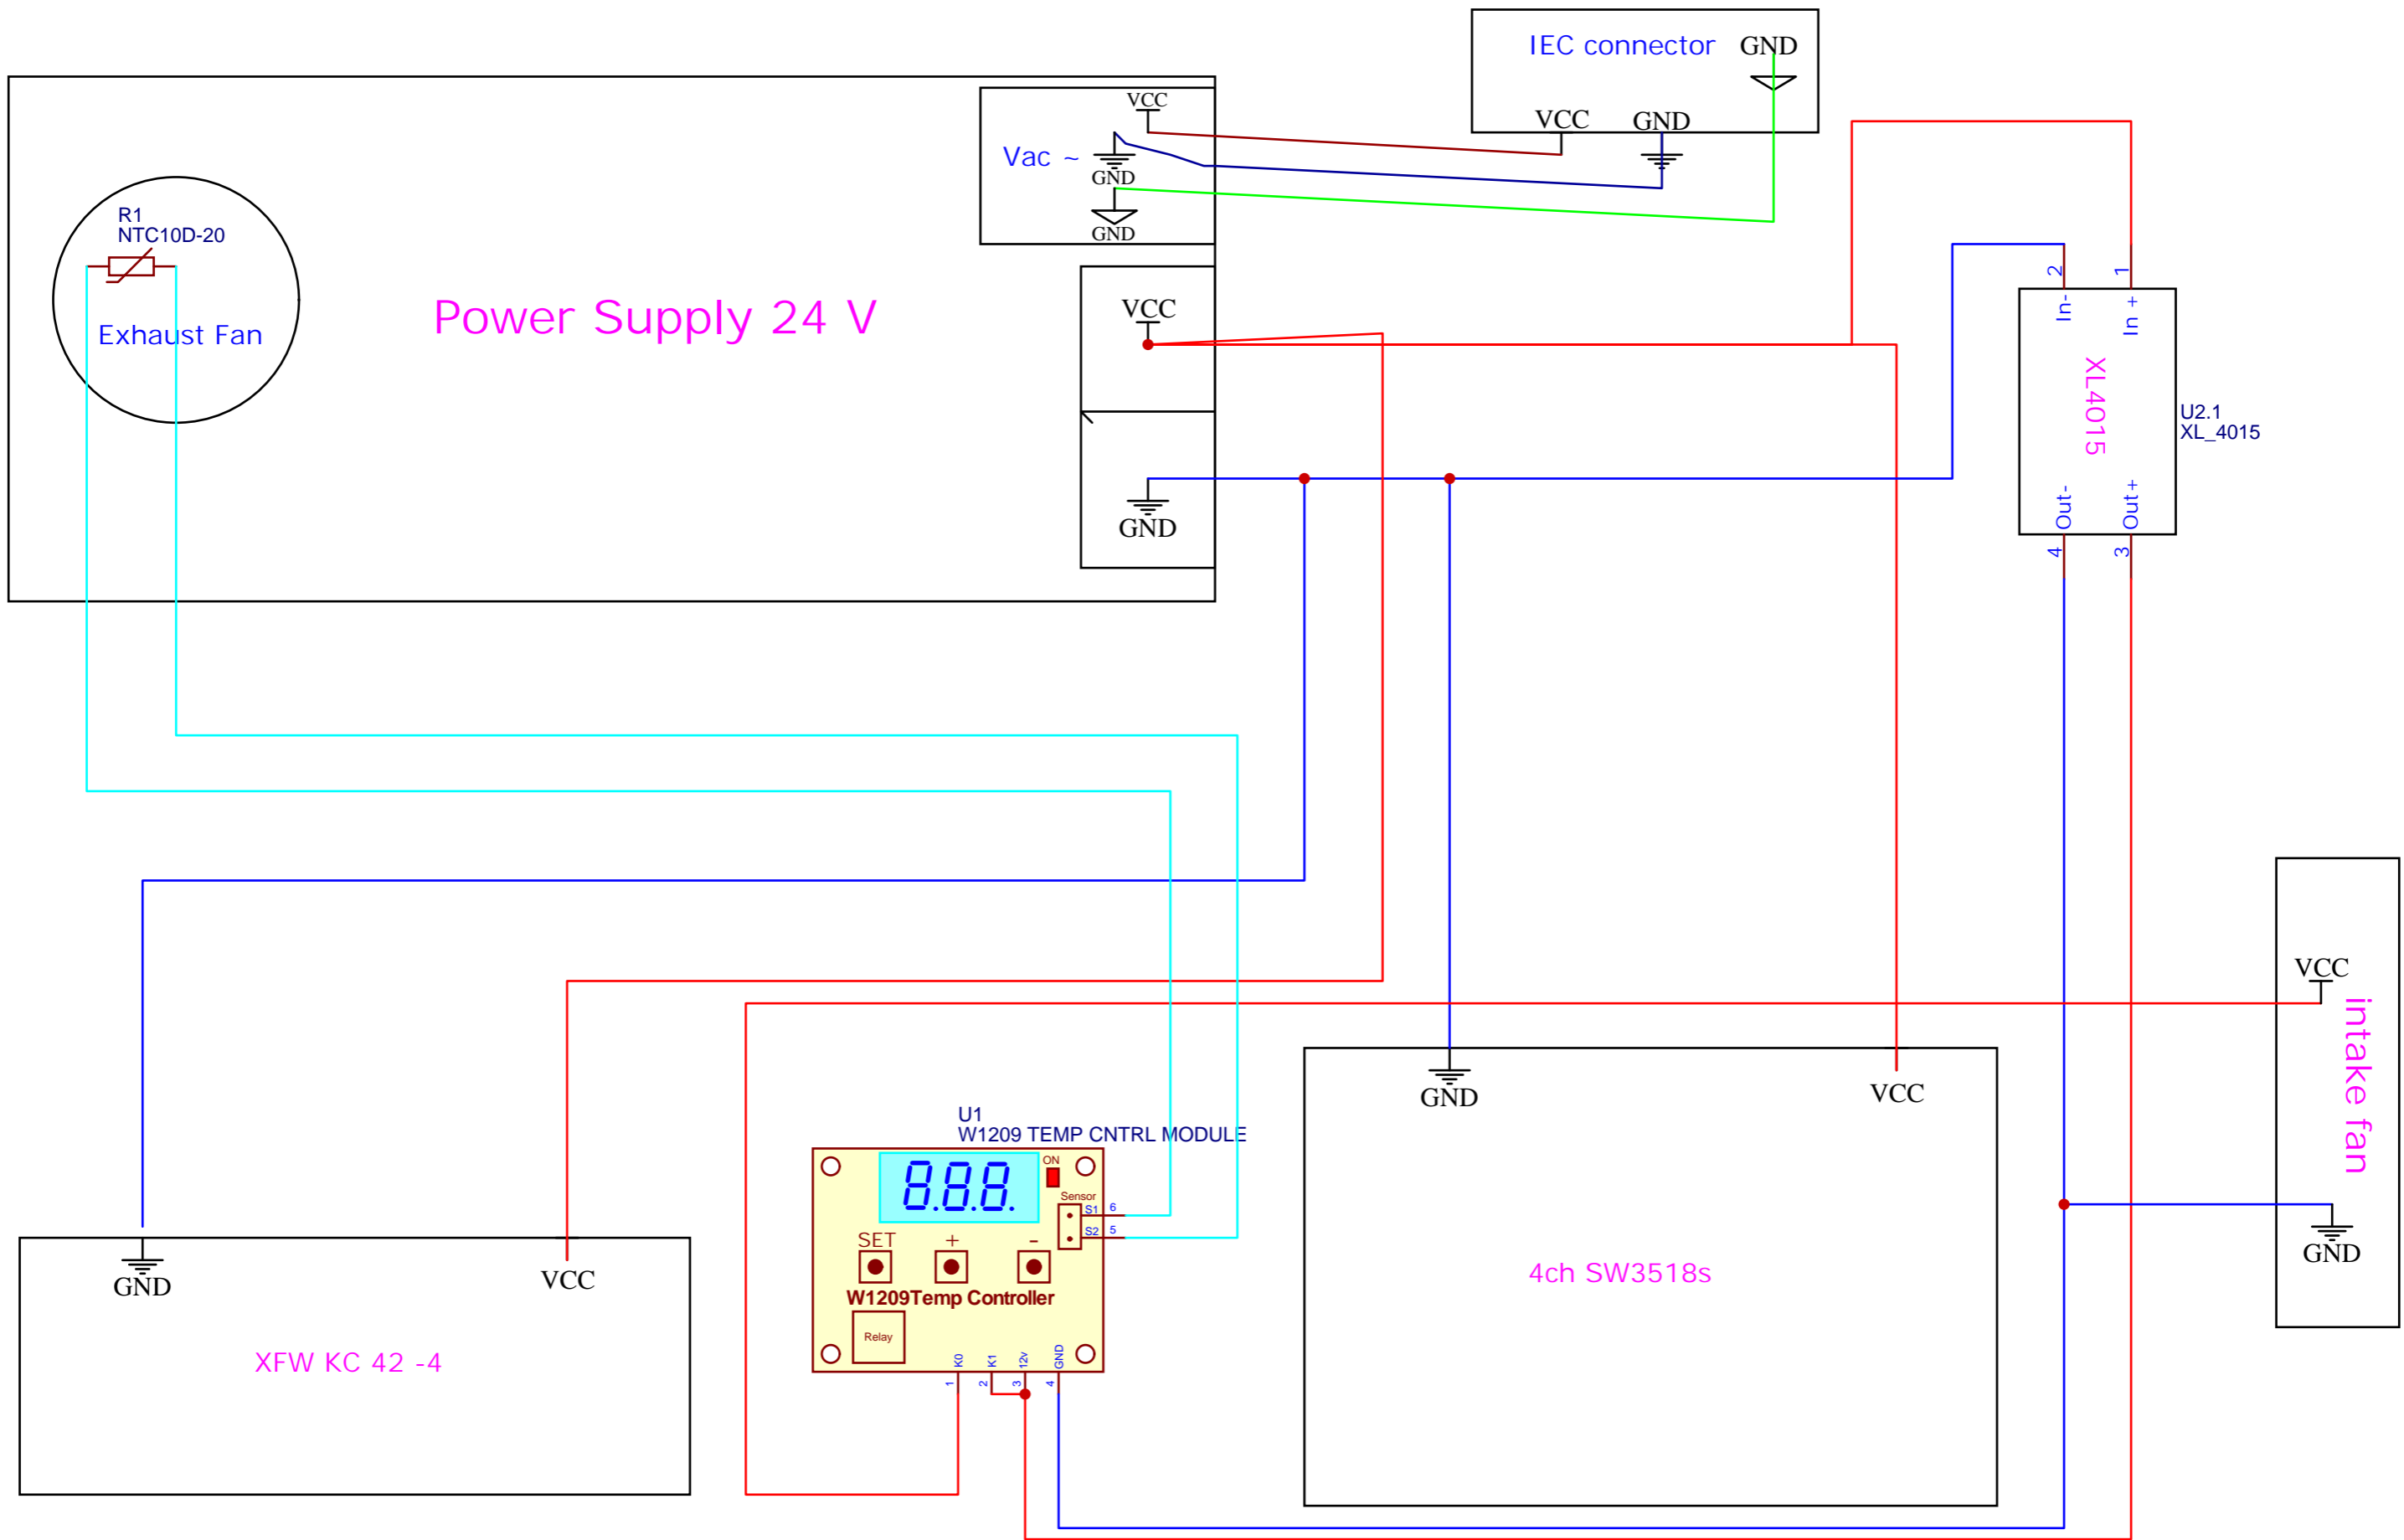 IEC connector
GND
VCC
GND
VCC
Vac ~
GND
GND
R1
NTC10D-20
Exhaust Fan
Power Supply 24 V
VCC
GND
2
1
In-
In +
XL4015
U2.1
XL_4015
Out-
Out+
4
3
VCC
intake fan
GND
GND
VCC
4ch SW3518s
U1
W1209 TEMP CNTRL MODULE
8.8.8.
ON
Sensor
S1
6
S2
5
SET
+
-
W1209Temp Controller
Relay
K0
K1
12v
GND
1
2
3
4
GND
VCC
XFW KC 42 -4